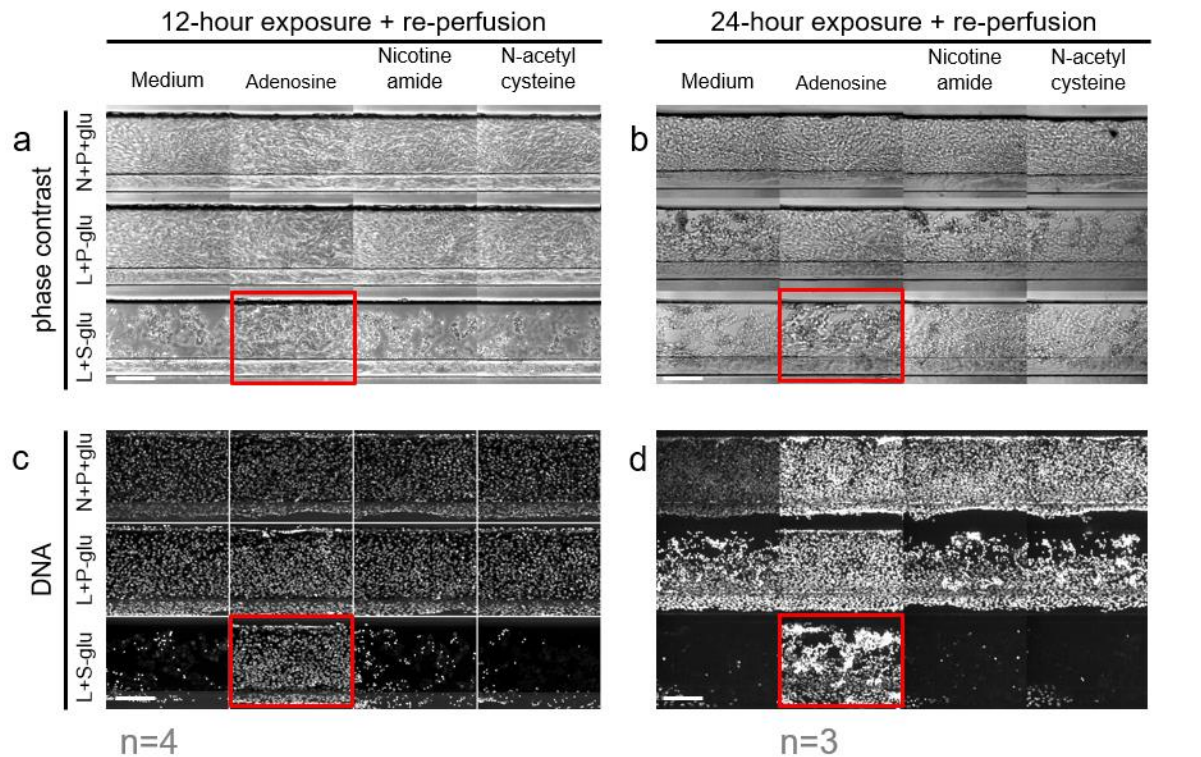 12-hour exposure + re-perfusion
24-hour exposure + re-perfusion
Medium
Adenosine
Nicotine
amide
N-acetyl
cysteine
Medium
Adenosine
Nicotine
amide
N-acetyl
cysteine
a
b
phase contrast
N+P+glu
L+P-glu
L+S-glu
c
d
DNA
N+P+glu
L+P-glu
L+S-glu
n=4
n=3